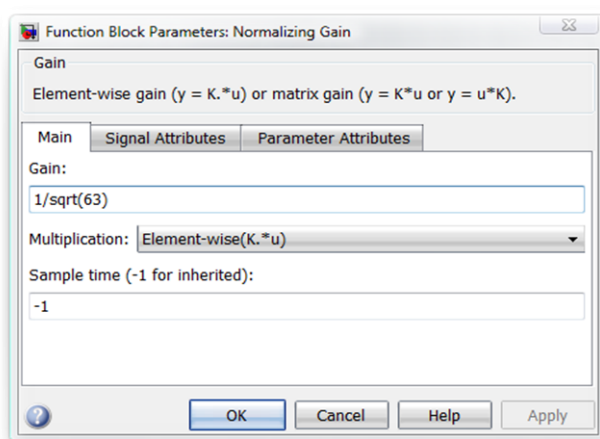 Function Block Parameters: Normalizing Gain
Gain
Element-wise gain (y = K.*u) or matrix gain (y = K*u or y = u*K).
Main Signal Attributes Parameter Attributes
Gain:
1/sqrt(63)
Multiplication: Element-wise(K.*u)
Sample time (-1 for inherited):
-1
? OK Cancel Help Apply